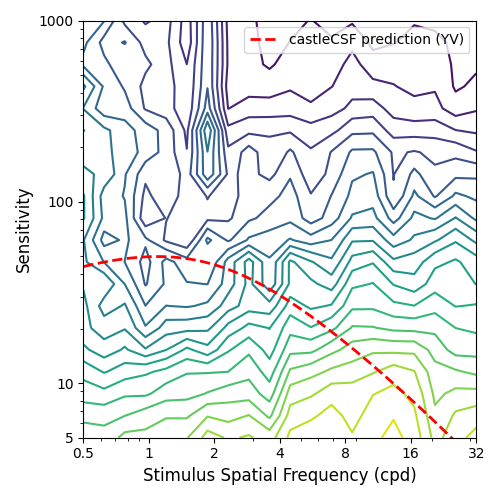 1000
castleCSF prediction (YV)
100
10
5
Sensitivity
0.5 1 2 4 8 16 32
Stimulus Spatial Frequency (cpd)